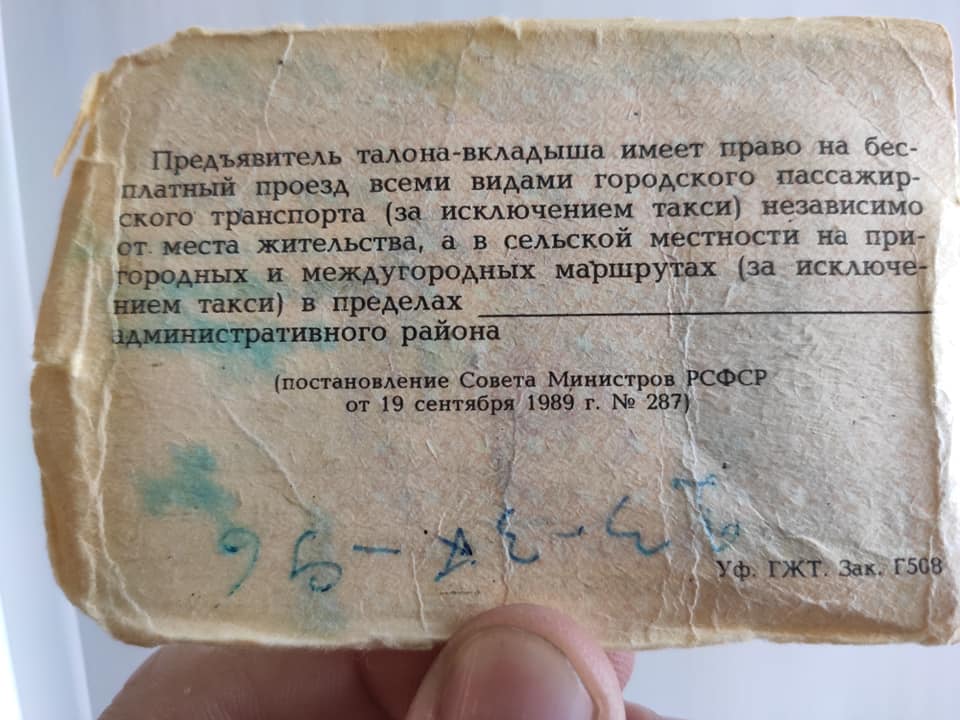 Предъявитель талона-вкладыша имеет право на бес-
платный проезд всеми видами городского пассажир-
ского транспорта (за исключением такси) независимо
от места жительства, а в сельской местности на при-
городных и междугородных маршрутах (за исключе-
нием такси) в пределах
административного района
(постановление Совета Министров РСФСР
от 19 сентября 1989 г. № 287)
Уф. ГЖТ. Зак. Г508